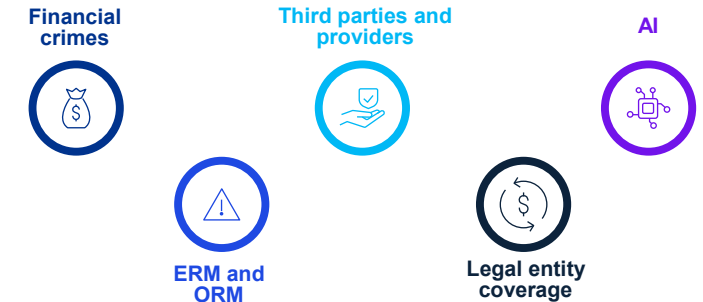 Financial
crimes
Third parties and
providers
AI
$
$
ERM and
ORM
Legal entity
coverage